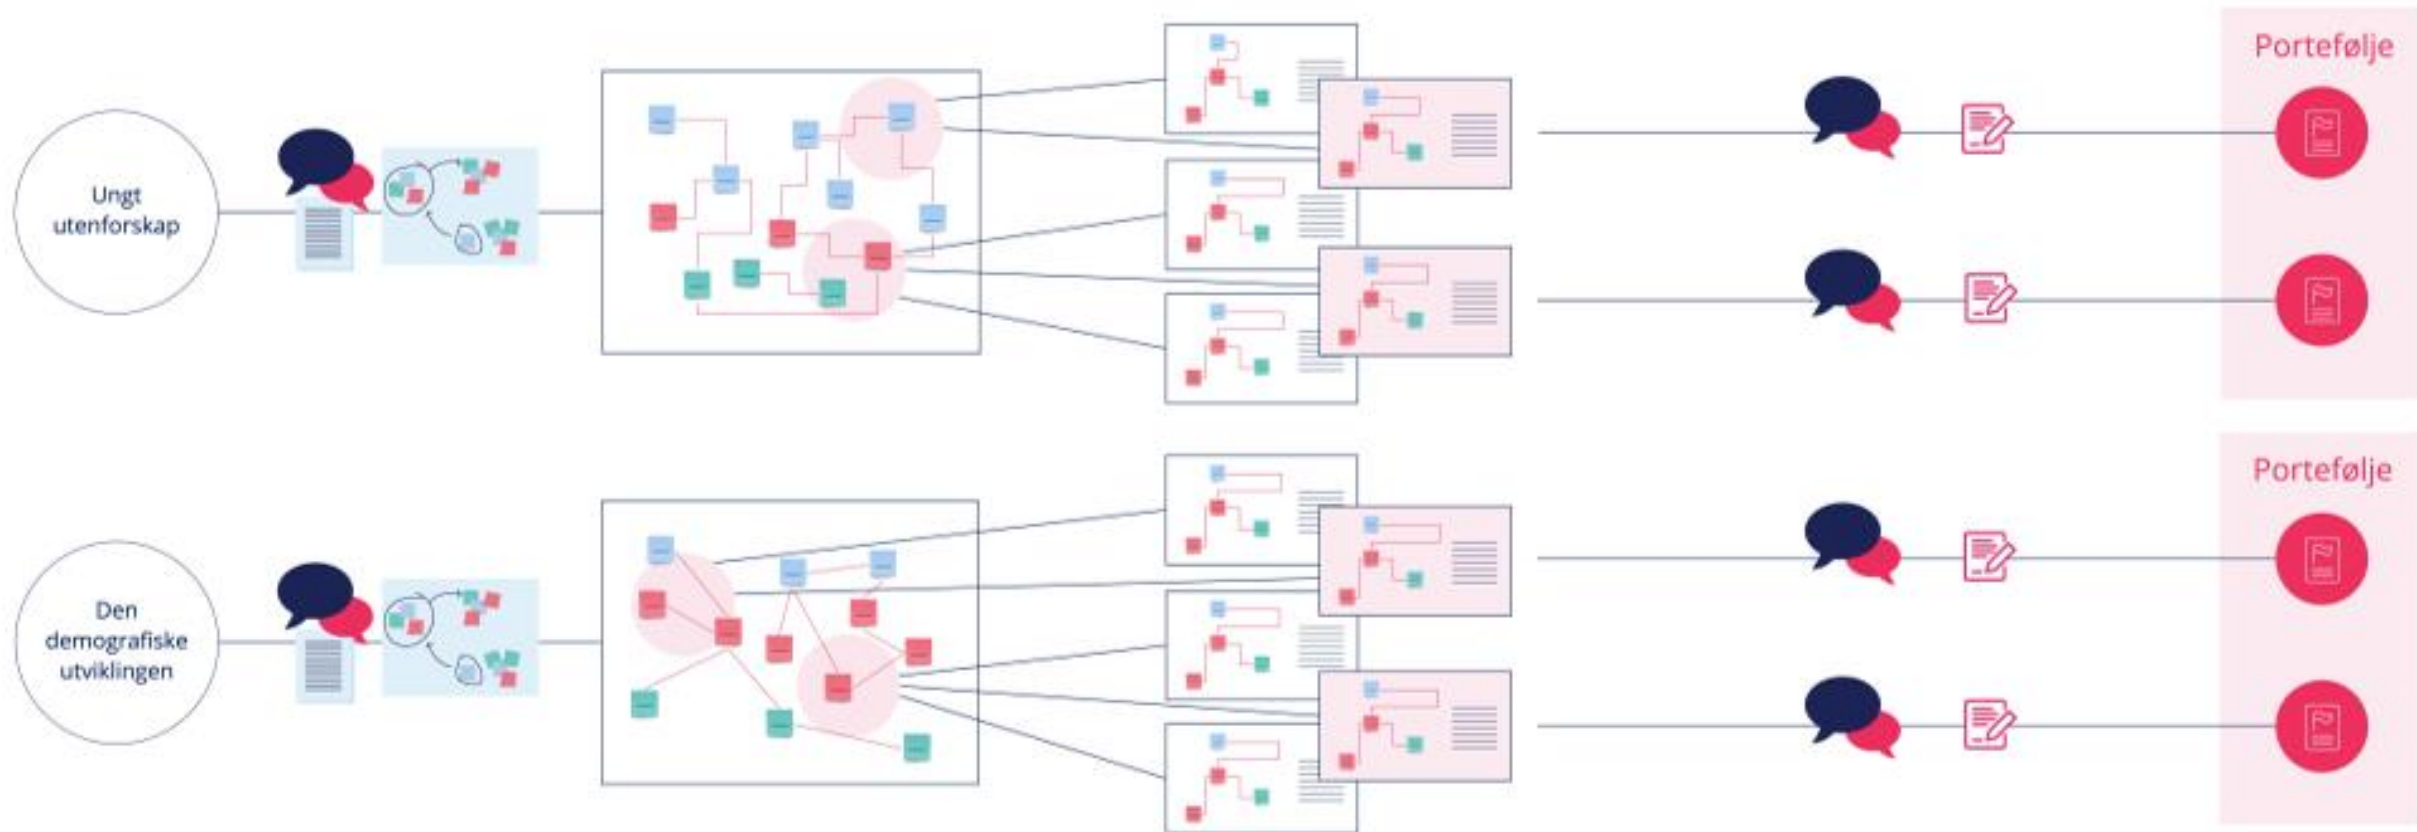 Ungt
utenforskap
Portefølje
Den
demografiske
utviklingen
Portefølje